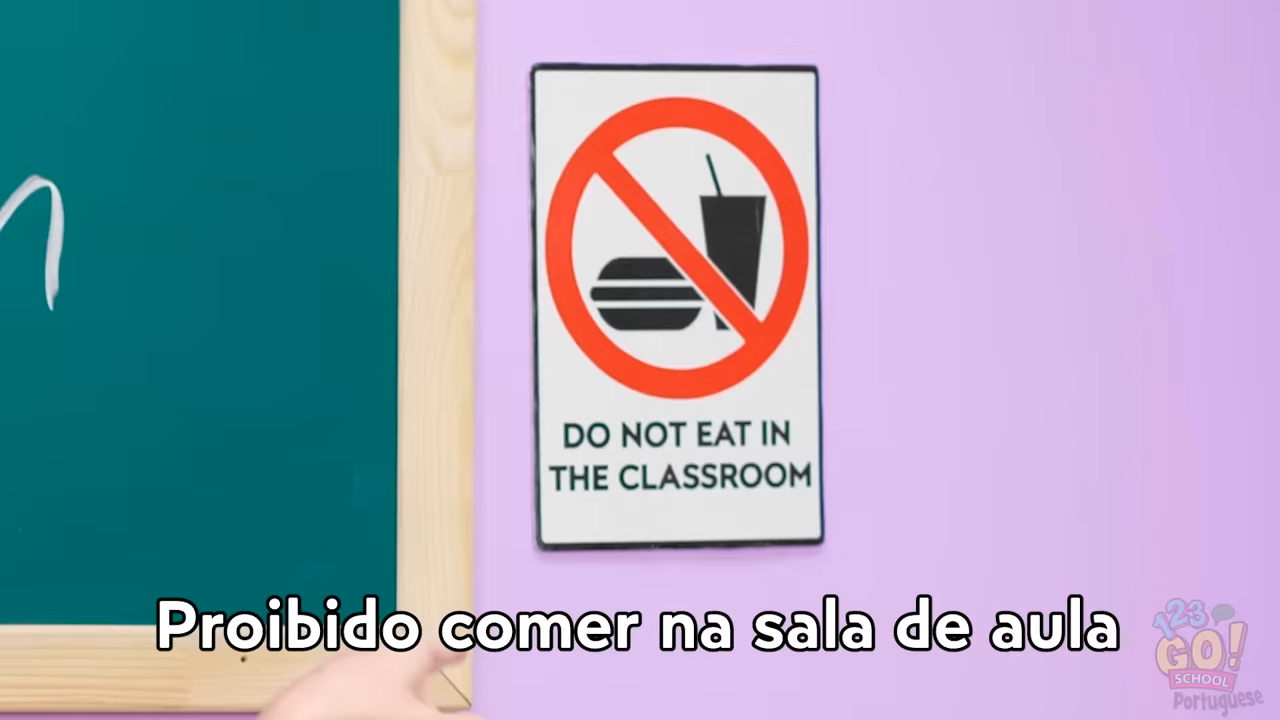 n
DO NOT EAT IN
THE CLASSROOM
Proibido comer na sala de aula
123
GO!
SCHOOL
Portuguese